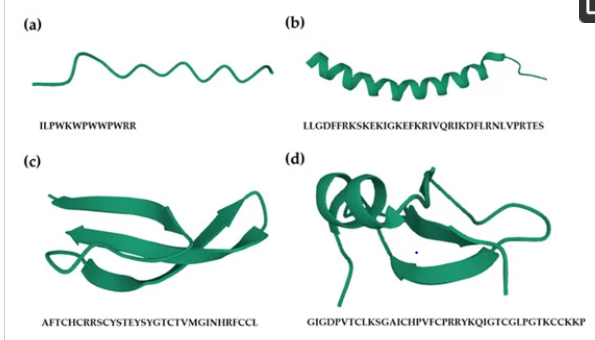 (a)
(b)
ILPWKWPWWPWRR
LLGDFFRKSKEKIGKEFKRIVQRIKDFLRNLVPRTES
(c)
(d)
AFTCHCRRSCYSTEYSYGTCTVMGINHRFCCL
GIGDPVTCLKSGAICHPVFCPRRYKQIGTCGLPGTKCCKKP